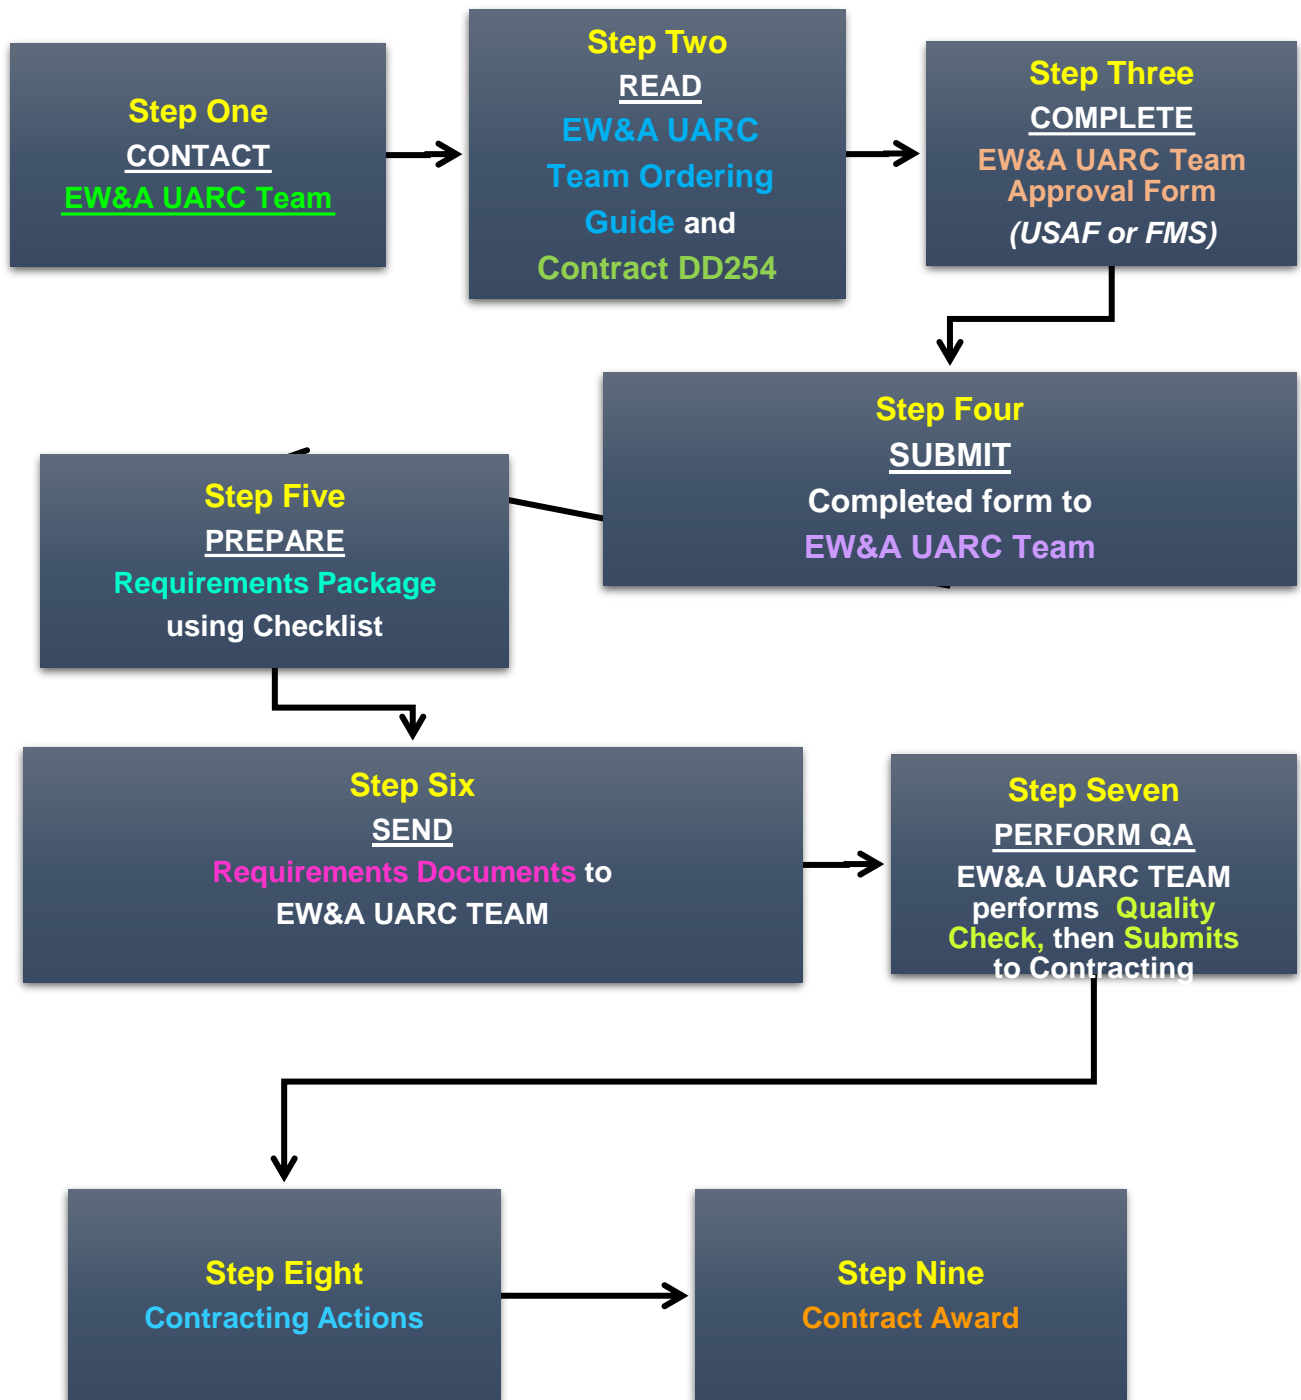 Step One
CONTACT
EW&A UARC Team
Step Two
READ
EW&A UARC
Team Ordering
Guide and
Contract DD254
Step Three
COMPLETE
EW&A UARC Team
Approval Form
(USAF or FMS)
Step Four
SUBMIT
Completed form to
EW&A UARC Team
Step Five
PREPARE
Requirements Package
using Checklist
Step Six
SEND
Requirements Documents to
EW&A UARC TEAM
Step Seven
PERFORM QA
EW&A UARC TEAM
performs Quality
Check, then Submits
to Contracting
Step Eight
Contracting Actions
Step Nine
Contract Award